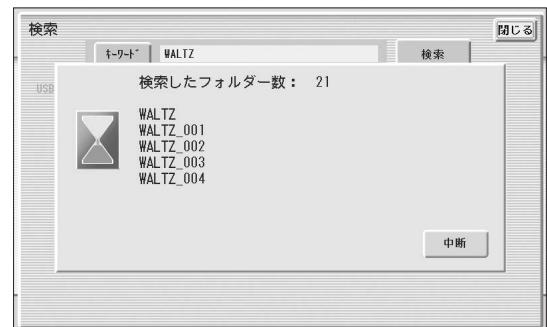 検索
閉じる
ｷｰﾜｰﾄﾞ WALTZ 検索
USB
検索したフォルダー数： 21
WALTZ
WALTZ_001
WALTZ_002
WALTZ_003
WALTZ_004
中断